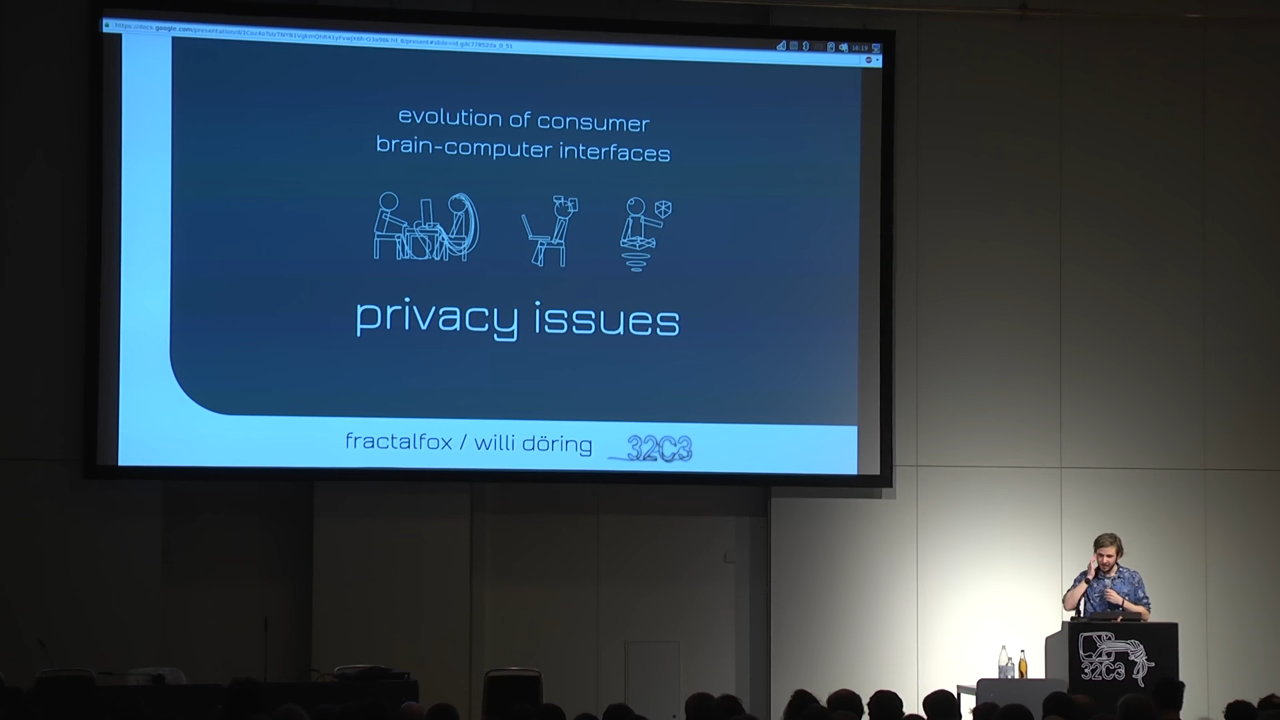 evolution of consumer
brain-computer interfaces
privacy issues
fractalfox / willi döring
32C3
32C3